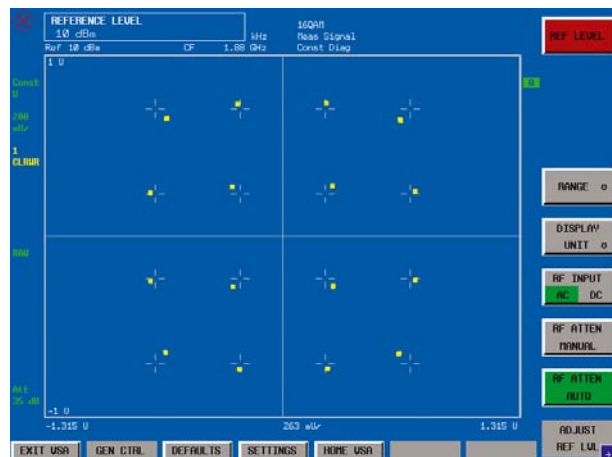 REFERENCE LEVEL
10 dBm
Ref 10 dBm
CF 1.88 GHz
kHz
16QAM
Meas Signal
Const Diag
REF LEVEL
1 U
Const
U
200
1
CLRWR
RAW
Att
35 dB
-1 U
-1.315 U
263 mU/
1.315 U
B
RANGE
DISPLAY
UNIT
RF INPUT
AC DC
RF ATTEN
MANUAL
RF ATTEN
AUTO
ADJUST
REF LVL
EXIT VSA
GEN CTRL
DEFAULTS
SETTINGS
HOME VSA